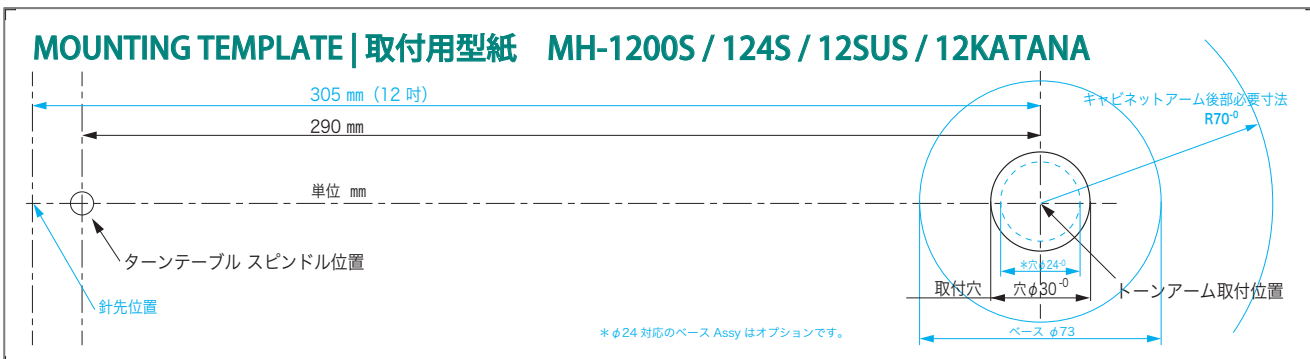 MOUNTING TEMPLATE | 取付用型紙　MH-1200S / 124S / 12SUS / 12KATANA
305 mm（12 吋）
キャビネットアーム後部必要寸法
R70-0
290 mm
単位 mm
ターンテーブル スピンドル位置
＊穴φ24-0
取付穴 穴φ30-0
トーンアーム取付位置
針先位置
＊φ24 対応のベース Assy はオプションです。
ベース φ73